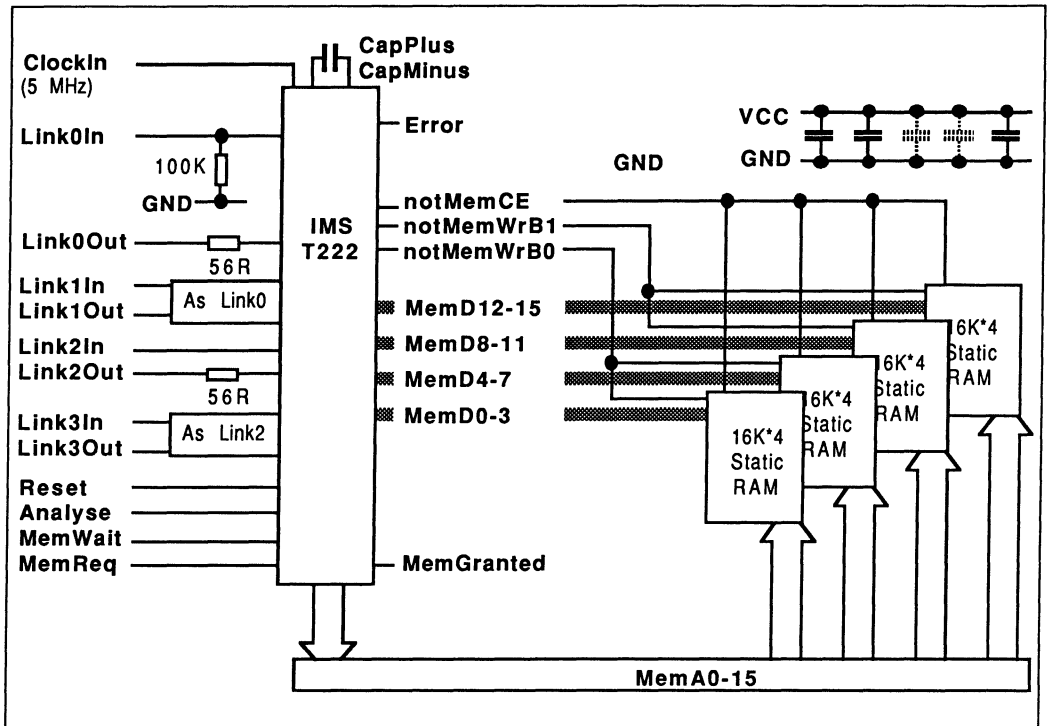 CapPlus
CapMinus
ClockIn
(5 MHz)
Error
VCC
GND
Link0In
100K
GND
GND
IMS
T222
notMemCE
notMemWrB1
notMemWrB0
Link0Out
56R
Link1In
Link1Out
As Link0
MemD12-15
Link2In
Link2Out
56R
MemD8-11
MemD4-7
MemD0-3
Link3In
Link3Out
As Link2
16K*4
Static
RAM
16K*4
Static
RAM
16K*4
Static
RAM
16K*4
Static
RAM
Reset
Analyse
MemWait
MemReq
MemGranted
MemA0-15